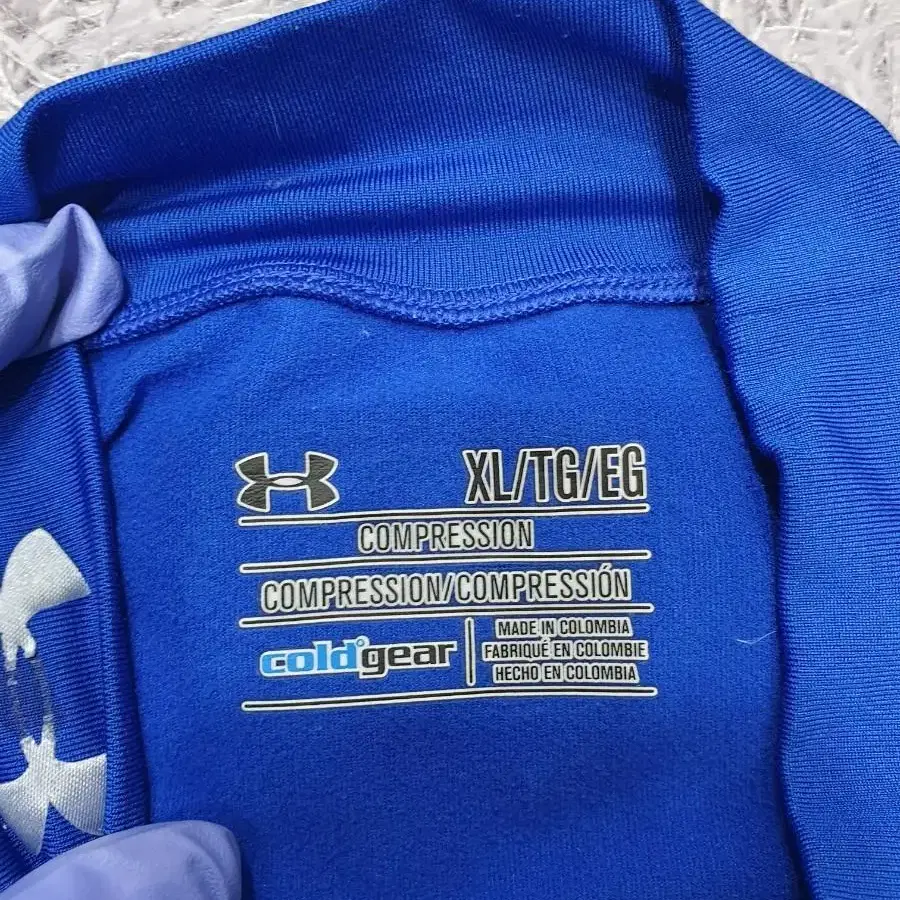 XL/TG/EG
COMPRESSION
COMPRESSION/COMPRESSIÓN
coldgear
MADE IN COLOMBIA
FABRIQUÉ EN COLOMBIE
HECHO EN COLOMBIA